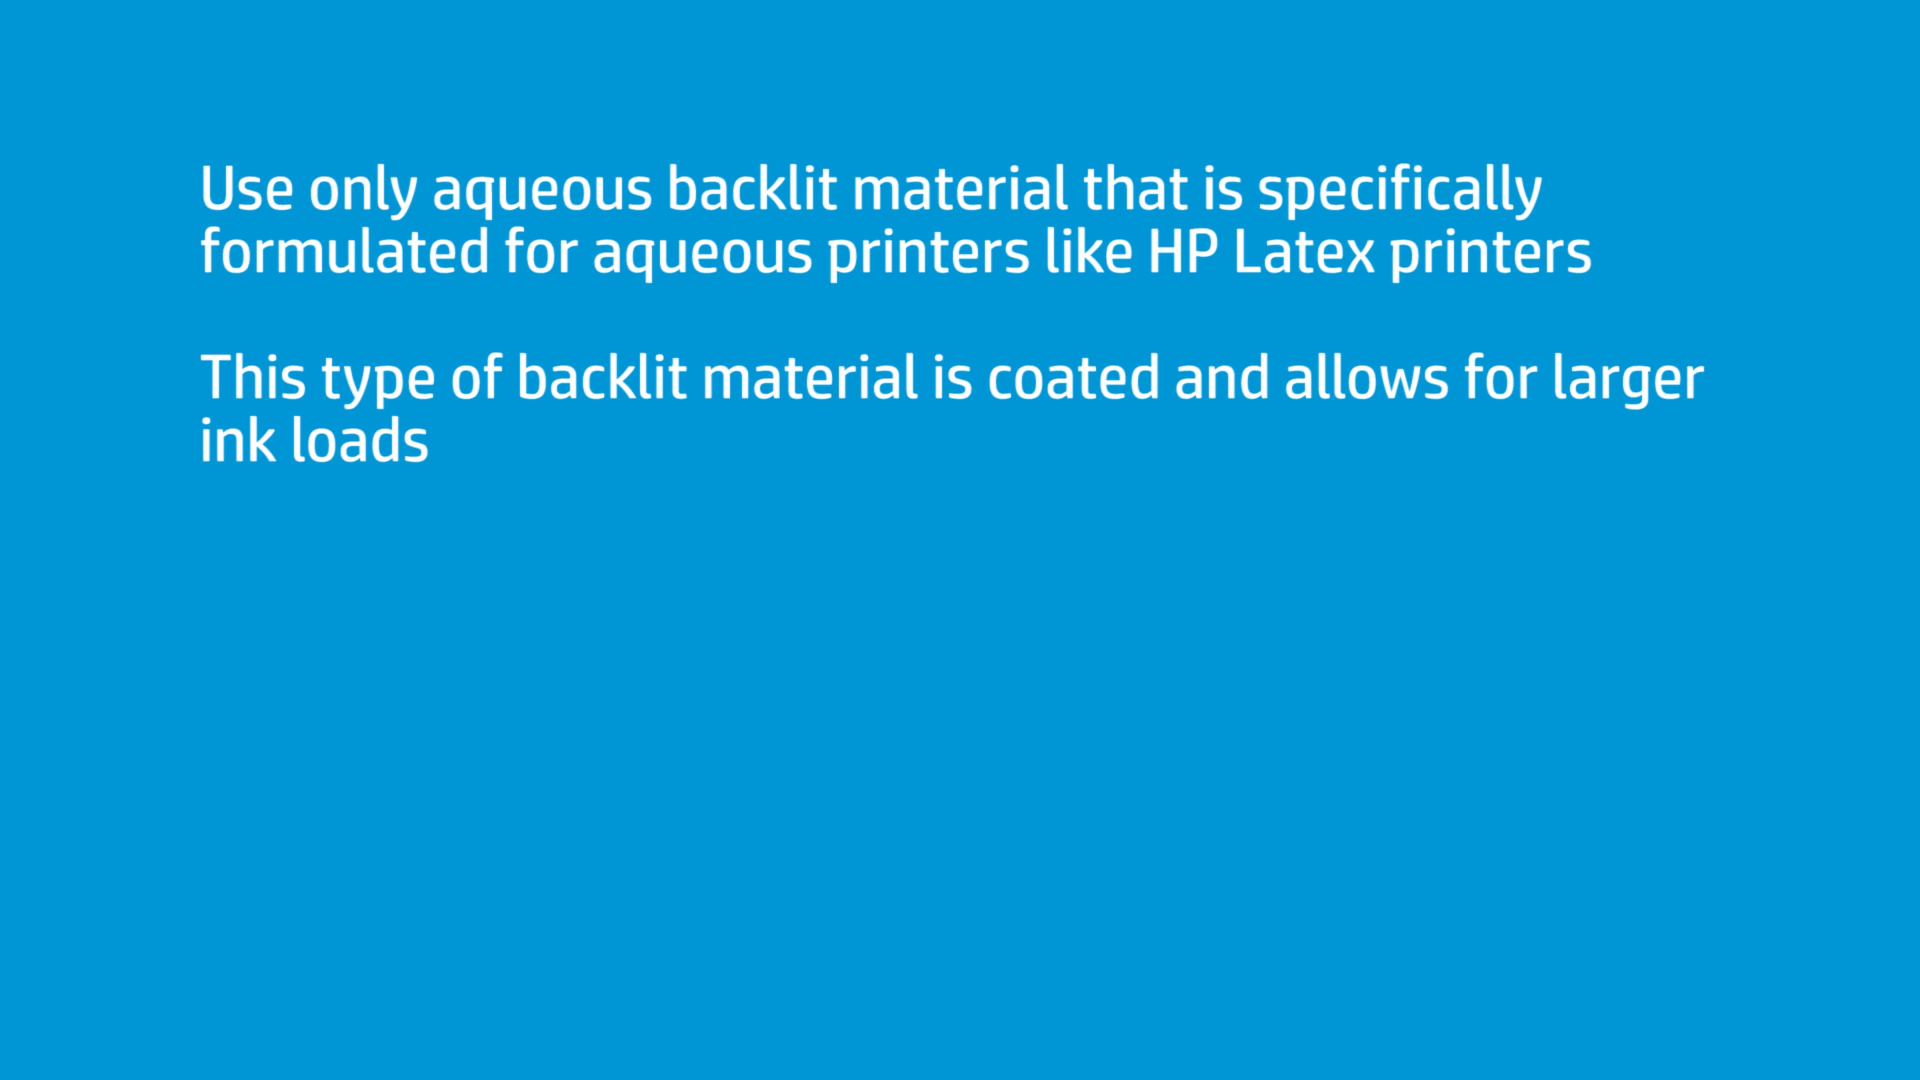 Use only aqueous backlit material that is specifically
formulated for aqueous printers like HP Latex printers
This type of backlit material is coated and allows for larger
ink loads